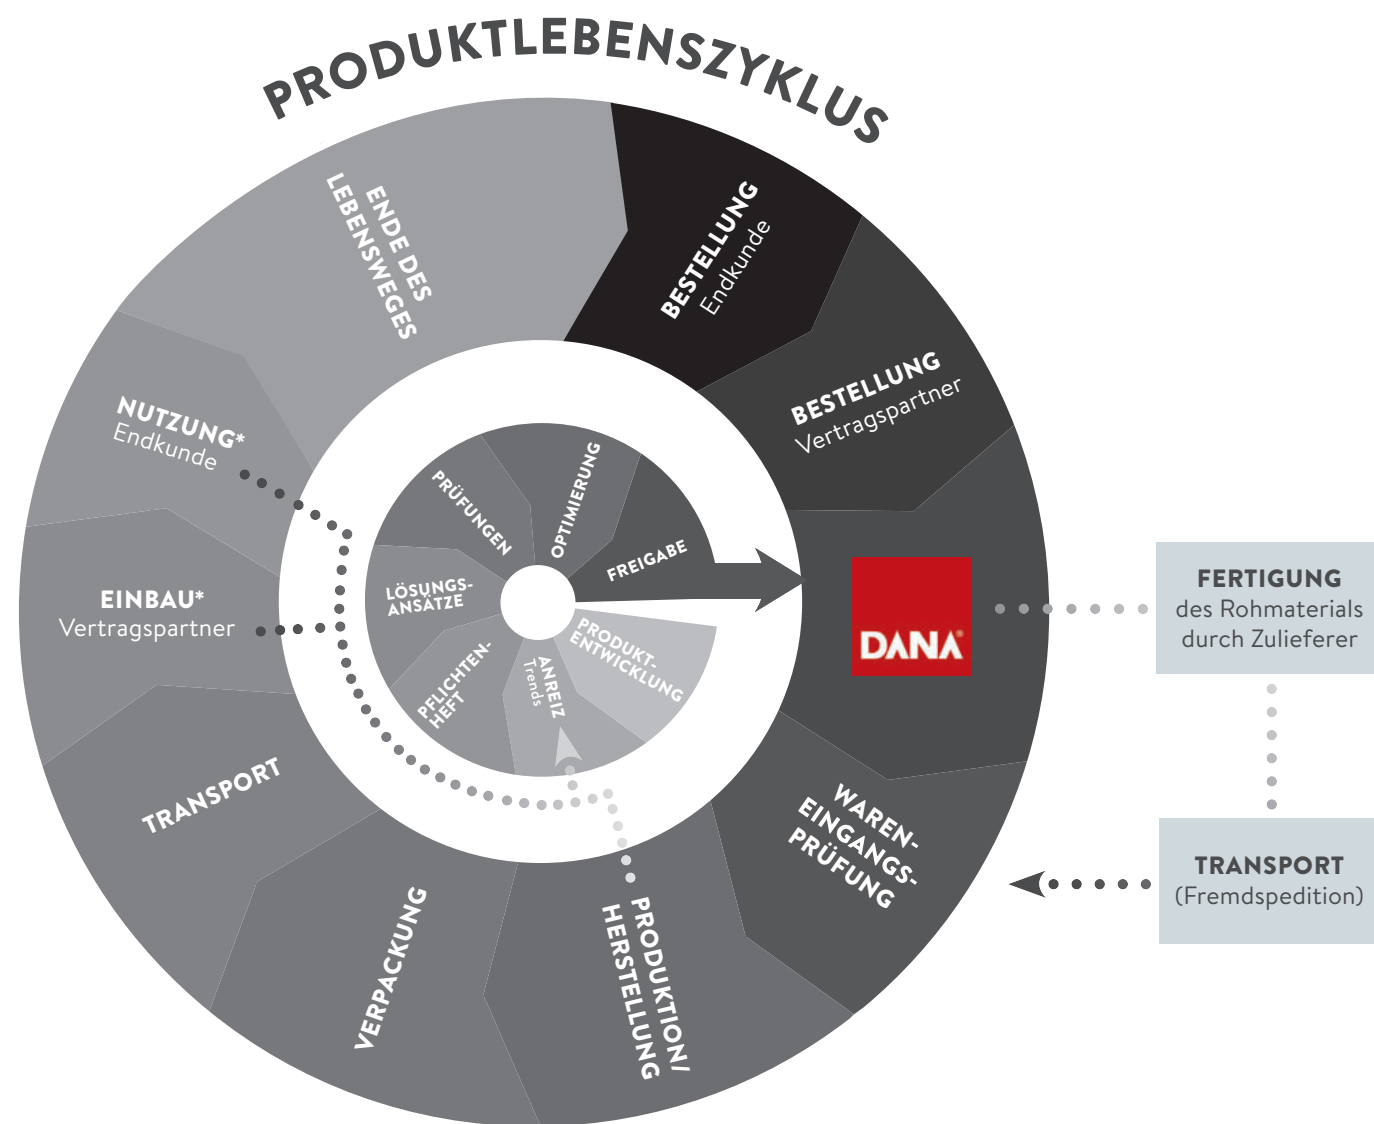 PRODUKTLEBENSZYKLUS
BESTELLUNG
Endkunde
BESTELLUNG
Vertragspartner
DANA®
WAREN-
EINGANGS-
PRÜFUNG
PRODUKTION/
HERSTELLUNG
VERPACKUNG
TRANSPORT
EINBAU*
Vertragspartner
NUTZUNG*
Endkunde
ENDE DES
LEBENSWEGES
PRODUKT-
ENTWICKLUNG
ANREIZ
Trends
PFLICHTEN-
HEFT
LÖSUNGS-
ANSÄTZE
PRÜFUNGEN
OPTIMIERUNG
FREIGABE
FERTIGUNG
des Rohmaterials
durch Zulieferer
TRANSPORT
(Fremdspedition)